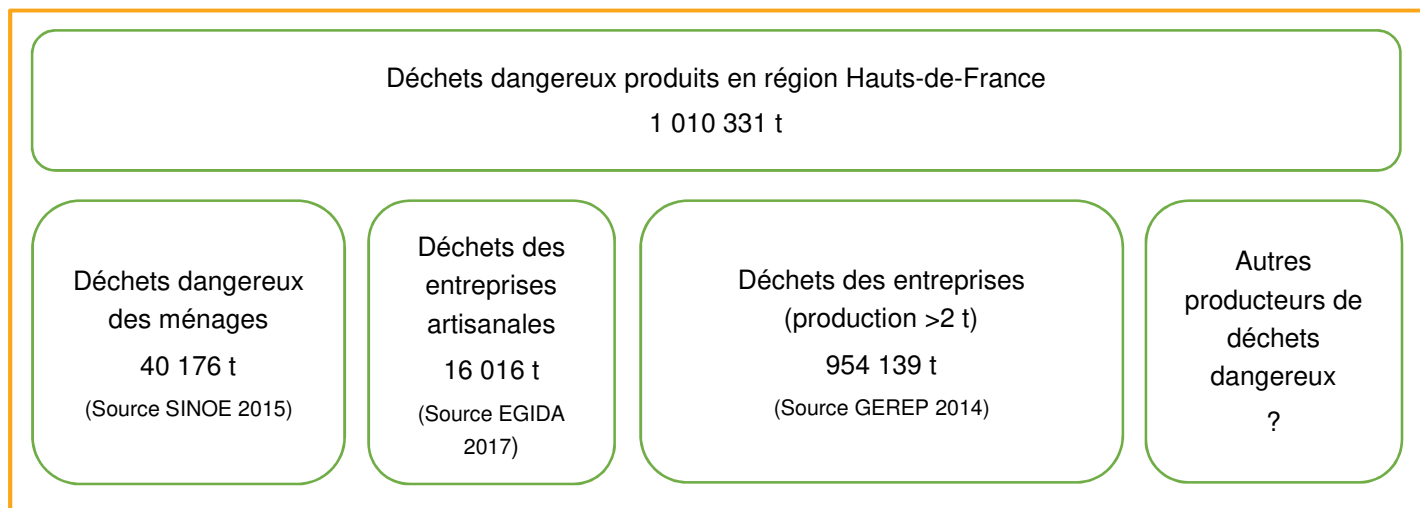 Déchets dangereux produits en région Hauts-de-France
1 010 331 t
Déchets dangereux
des ménages
40 176 t
(Source SINOE 2015)
Déchets des
entreprises
artisanales
16 016 t
(Source EGIDA
2017)
Déchets des entreprises
(production >2 t)
954 139 t
(Source GEREP 2014)
Autres
producteurs de
déchets
dangereux
?